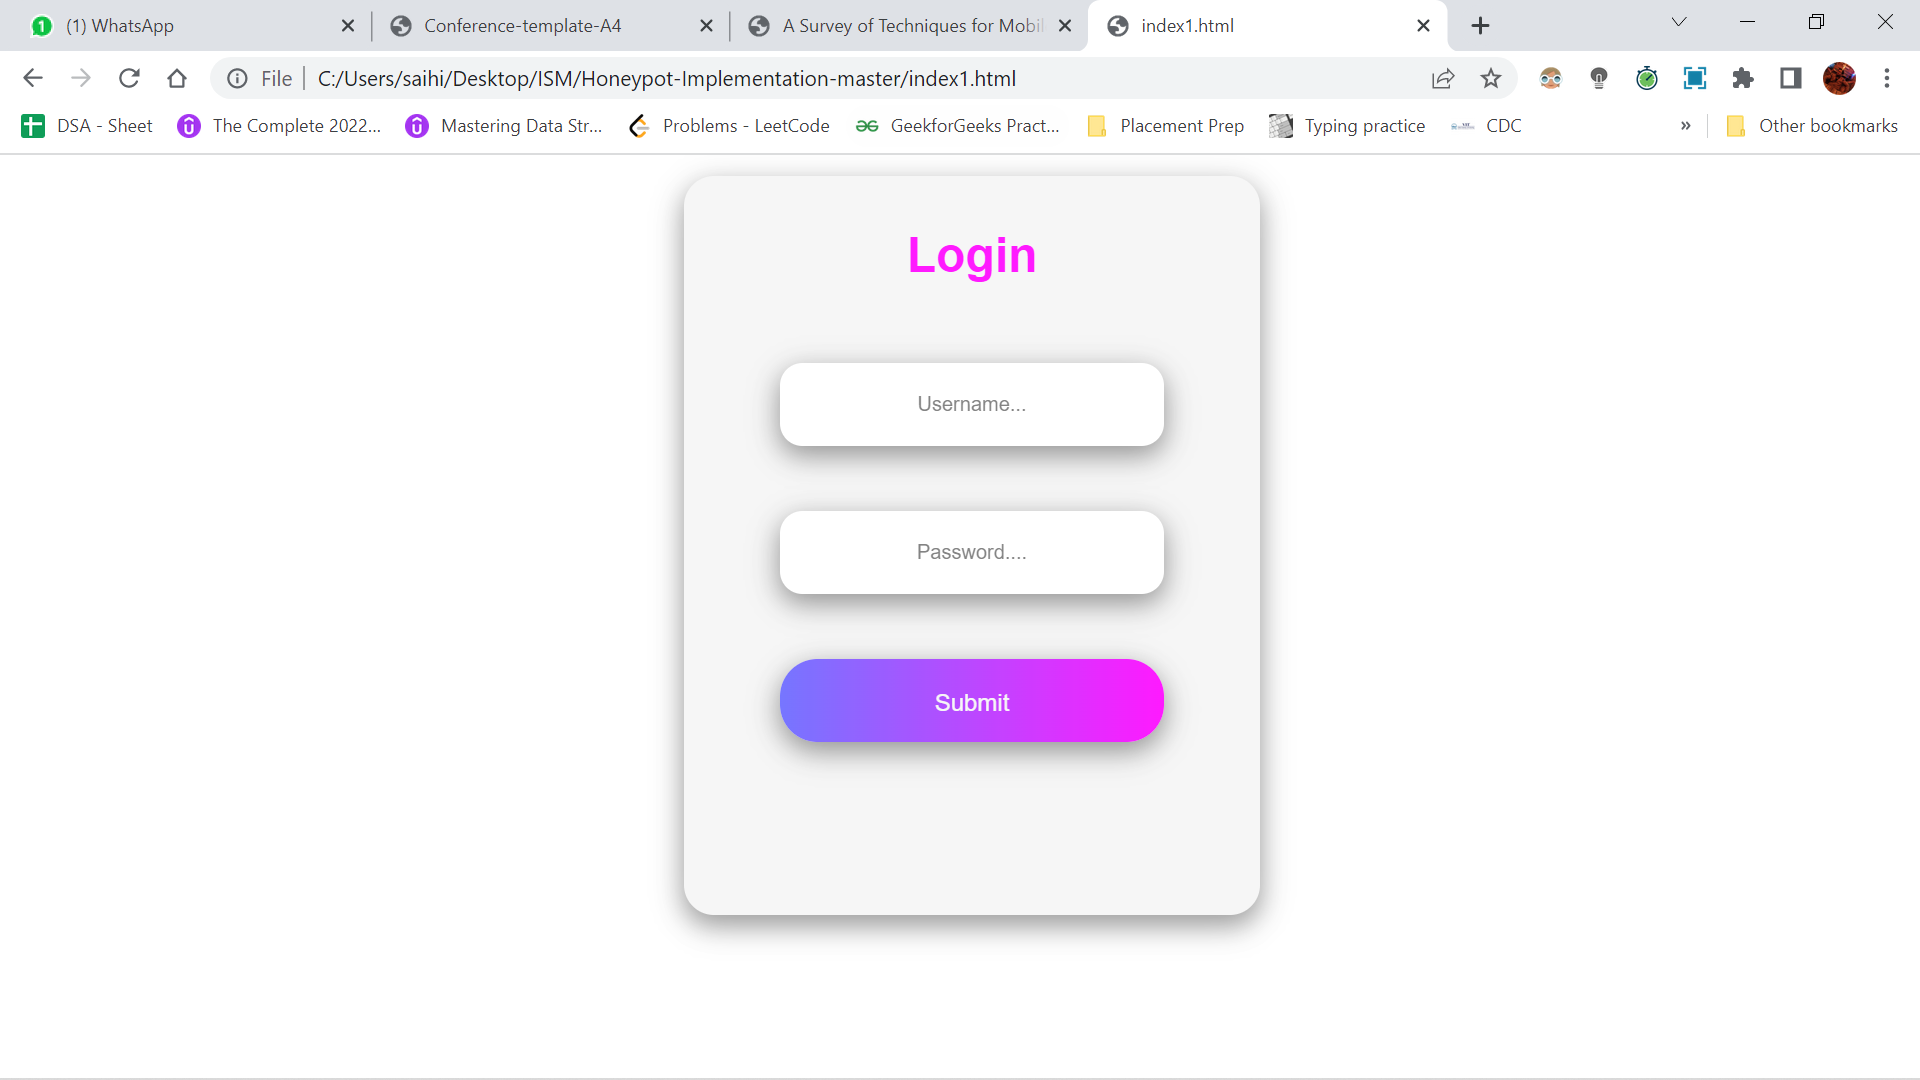 (1) WhatsApp
Conference-template-A4
A Survey of Techniques for Mobil
index1.html
File
C:/Users/saihi/Desktop/ISM/Honeypot-Implementation-master/index1.html
DSA - Sheet
The Complete 2022...
Mastering Data Str...
Problems - LeetCode
GeekforGeeks Pract...
Placement Prep
Typing practice
CDC
»
Other bookmarks
Login
Username...
Password....
Submit